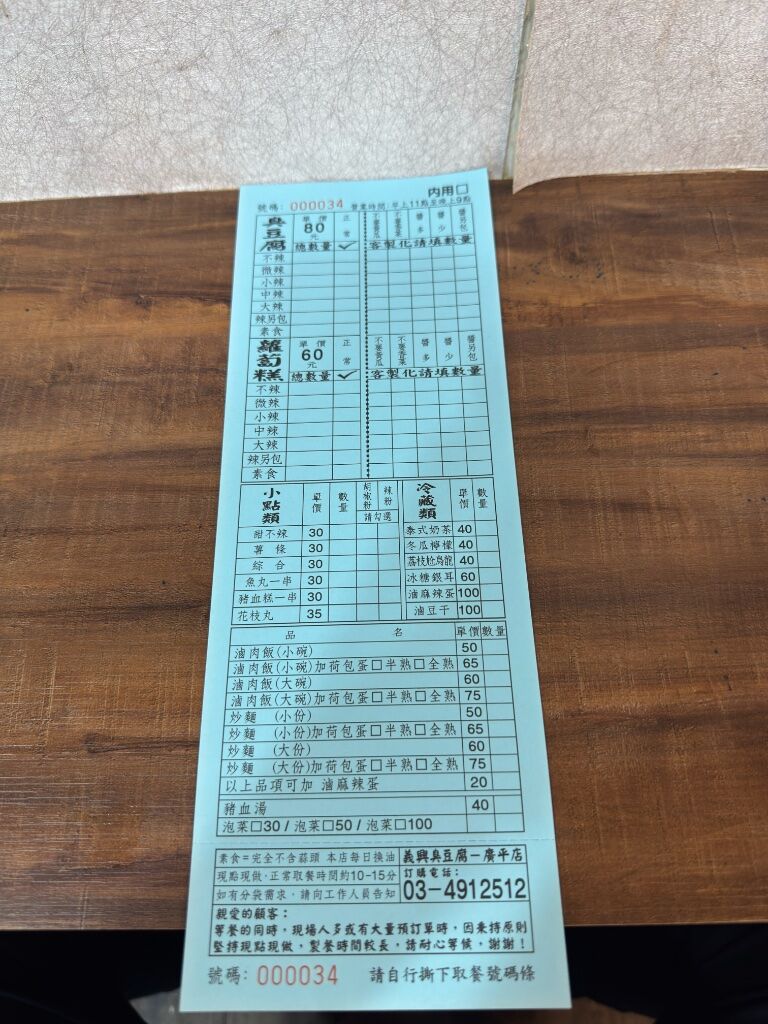 內用□
號碼: 000034 營業時間:早上11點至晚上9點
臭豆腐 單價 80元 正常 不要黃瓜 不要香菜 醬多 醬少 醬另包
總數量 ✓ 客製化請填數量
不辣
微辣
小辣
中辣
大辣
辣另包
素食
蘿蔔糕 單價 60元 正常 不要黃瓜 不要香菜 醬多 醬少 醬另包
總數量 ✓ 客製化請填數量
不辣
微辣
小辣
中辣
大辣
辣另包
素食
小點類 單價 數量 胡椒粉 辣粉
請勾選
甜不辣 30
薯條 30
綜合 30
魚丸一串 30
豬血糕一串 30
花枝丸 35
冷藏類 單價 數量
泰式奶茶 40
冬瓜檸檬 40
荔枝烏龍 40
冰糖銀耳 60
滷麻辣蛋 100
滷豆干 100
品名 單價 數量
滷肉飯(小碗) 50
滷肉飯(小碗)加荷包蛋□半熟□全熟 65
滷肉飯(大碗) 60
滷肉飯(大碗)加荷包蛋□半熟□全熟 75
炒麵 (小份) 50
炒麵 (小份)加荷包蛋□半熟□全熟 65
炒麵 (大份) 60
炒麵 (大份)加荷包蛋□半熟□全熟 75
以上品項可加 滷麻辣蛋 20
豬血湯 40
泡菜□30/泡菜□50/泡菜□100
素食=完全不含蒜頭 本店每日換油
現點現做,正常取餐時間約10-15分
如有分袋需求,請向工作人員告知
義興臭豆腐－廣平店
訂購電話:
03-4912512
親愛的顧客:
等餐的同時,現場人多或有大量預訂單時,因秉持原則
堅持現點現做,製餐時間較長,請耐心等候,謝謝!
號碼: 000034 請自行撕下取餐號碼條